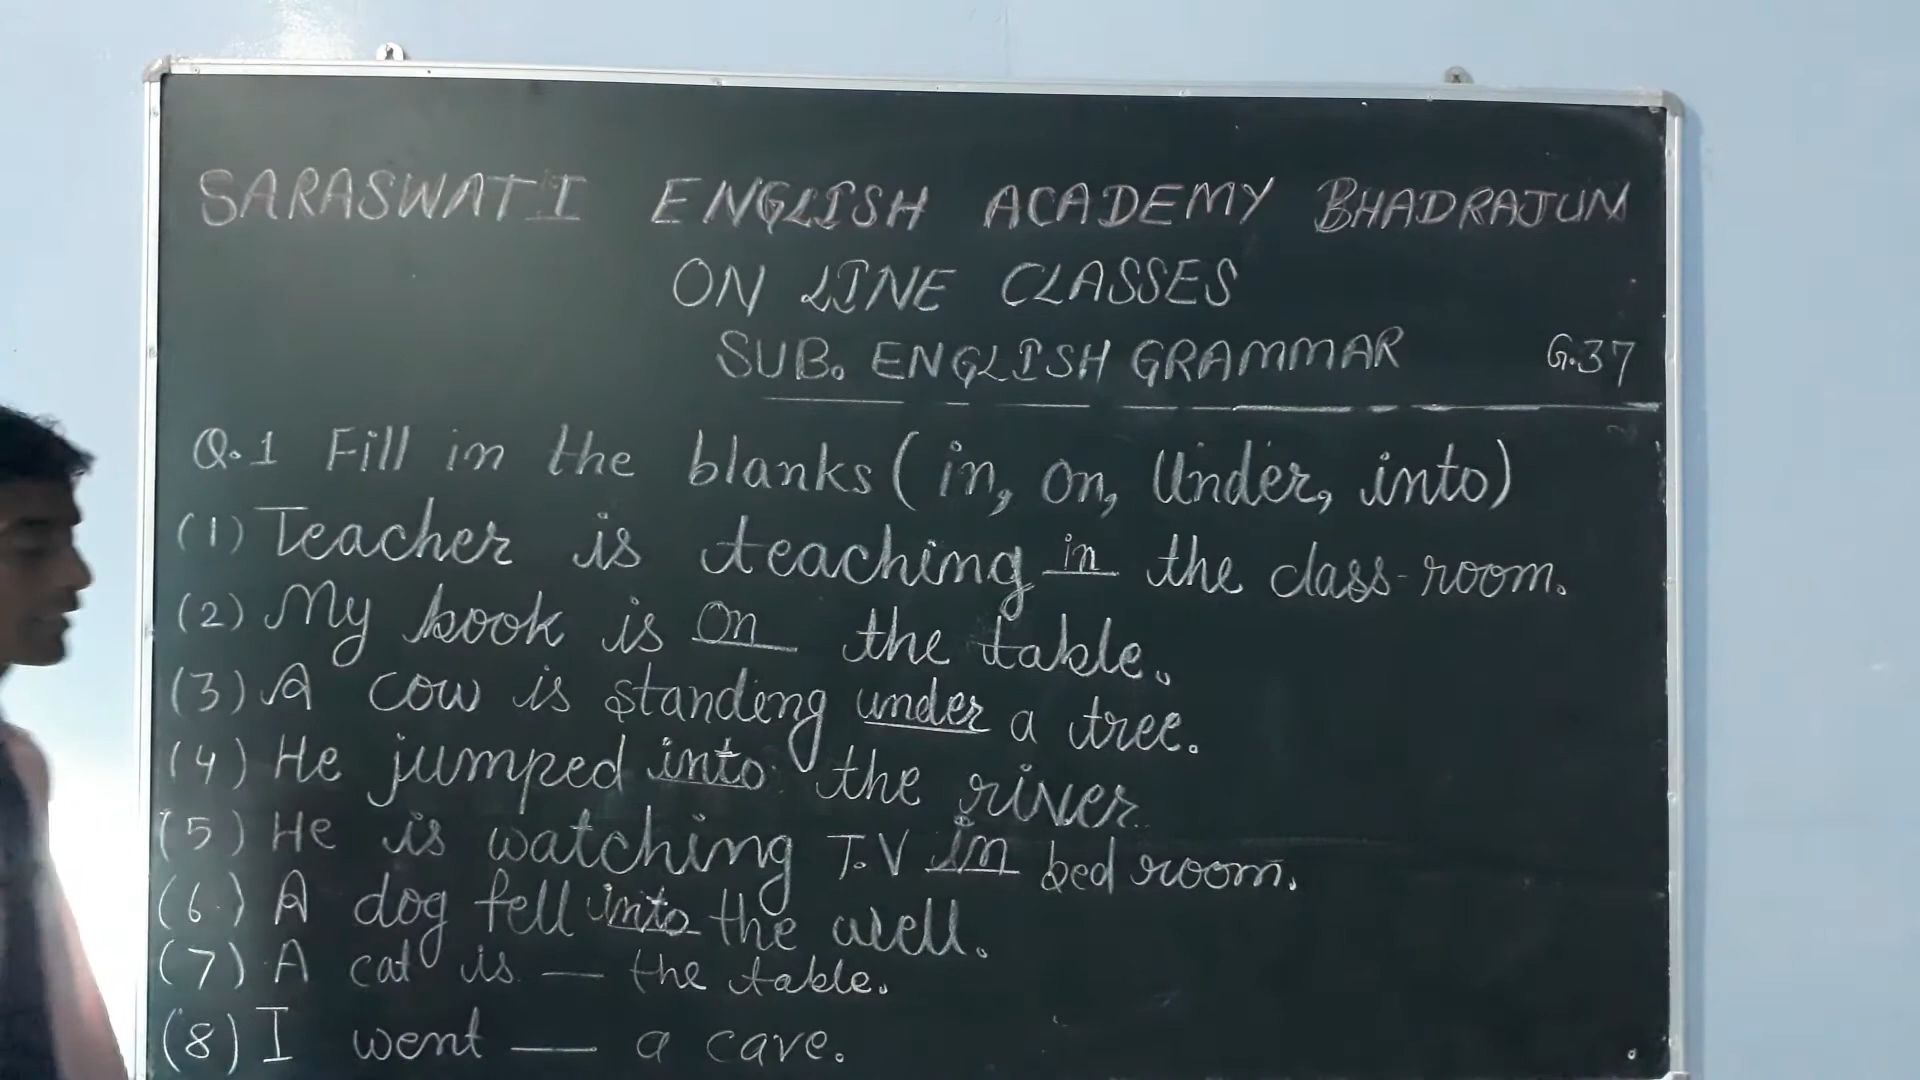 SARASWATI ENGLISH ACADEMY BHADRAJUN
ON LINE CLASSES
SUB. ENGLISH GRAMMAR G.37
Q.1 Fill in the blanks (in, on, Under, into)
(1) Teacher is teaching in the class-room.
(2) My book is on the table.
(3) A cow is standing under a tree.
(4) He jumped into the river
(5) He is watching T.V in bed room.
(6) A dog fell into the well.
(7) A cat is — the table.
(8) I went — a cave.